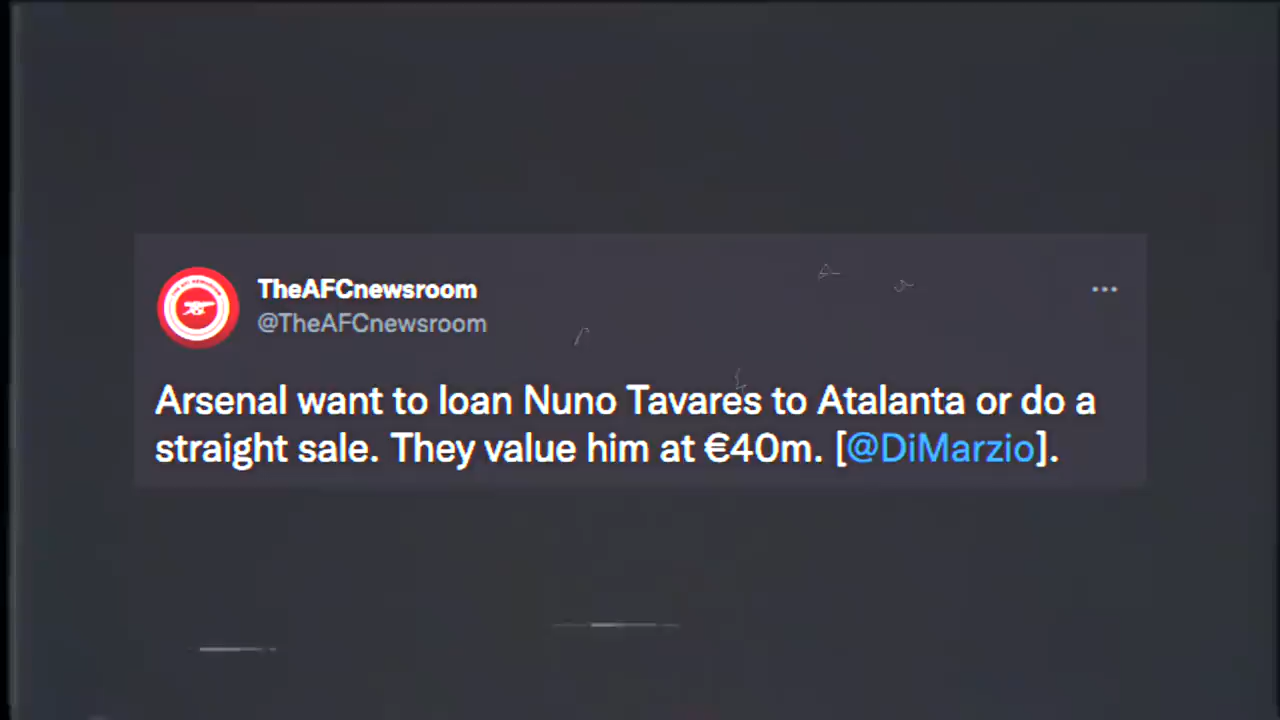 TheAFCnewsroom
@TheAFCnewsroom
Arsenal want to loan Nuno Tavares to Atalanta or do a
straight sale. They value him at €40m. [@DiMarzio].